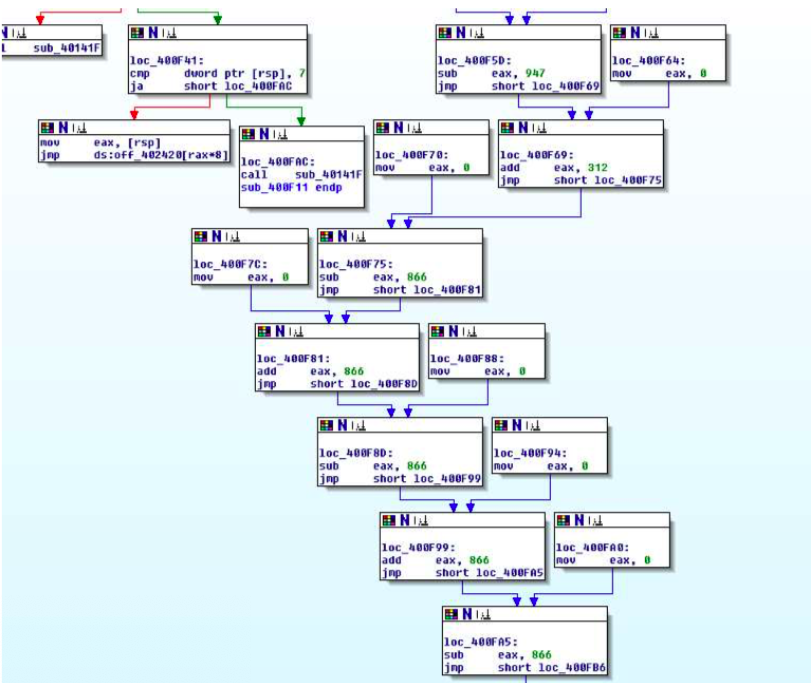 sub_40141F
loc_400F41:
cmp dword ptr [rsp], 7
ja short loc_400FAC
loc_400F5D:
sub eax, 947
jmp short loc_400F69
loc_400F64:
mov eax, 0
mov eax, [rsp]
jmp ds:off_402420[rax*8]
loc_400FAC:
call sub_40141F
sub_400F11 endp
loc_400F70:
mov eax, 0
loc_400F69:
add eax, 312
jmp short loc_400F75
loc_400F7C:
mov eax, 0
loc_400F75:
sub eax, 866
jmp short loc_400F81
loc_400F81:
add eax, 866
jmp short loc_400F8D
loc_400F88:
mov eax, 0
loc_400F8D:
sub eax, 866
jmp short loc_400F99
loc_400F94:
mov eax, 0
loc_400F99:
add eax, 866
jmp short loc_400FA5
loc_400FA0:
mov eax, 0
loc_400FA5:
sub eax, 866
jmp short loc_400FB6